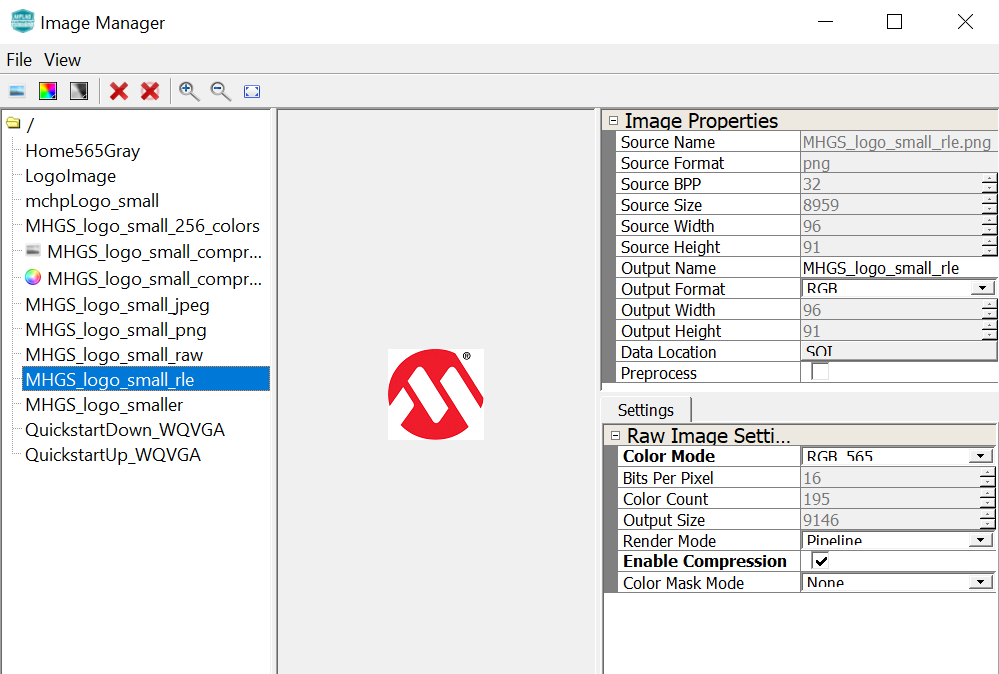 Image Manager
File View
/
Home565Gray
LogoImage
mchpLogo_small
MHGS_logo_small_256_colors
MHGS_logo_small_compr...
MHGS_logo_small_compr...
MHGS_logo_small_jpeg
MHGS_logo_small_png
MHGS_logo_small_raw
MHGS_logo_small_rle
MHGS_logo_smaller
QuickstartDown_WQVGA
QuickstartUp_WQVGA
®
Image Properties
Source Name MHGS_logo_small_rle.png
Source Format png
Source BPP 32
Source Size 8959
Source Width 96
Source Height 91
Output Name MHGS_logo_small_rle
Output Format RGB
Output Width 96
Output Height 91
Data Location SQI
Preprocess
Settings
Raw Image Setti...
Color Mode RGB_565
Bits Per Pixel 16
Color Count 195
Output Size 9146
Render Mode Pipeline
Enable Compression
Color Mask Mode None